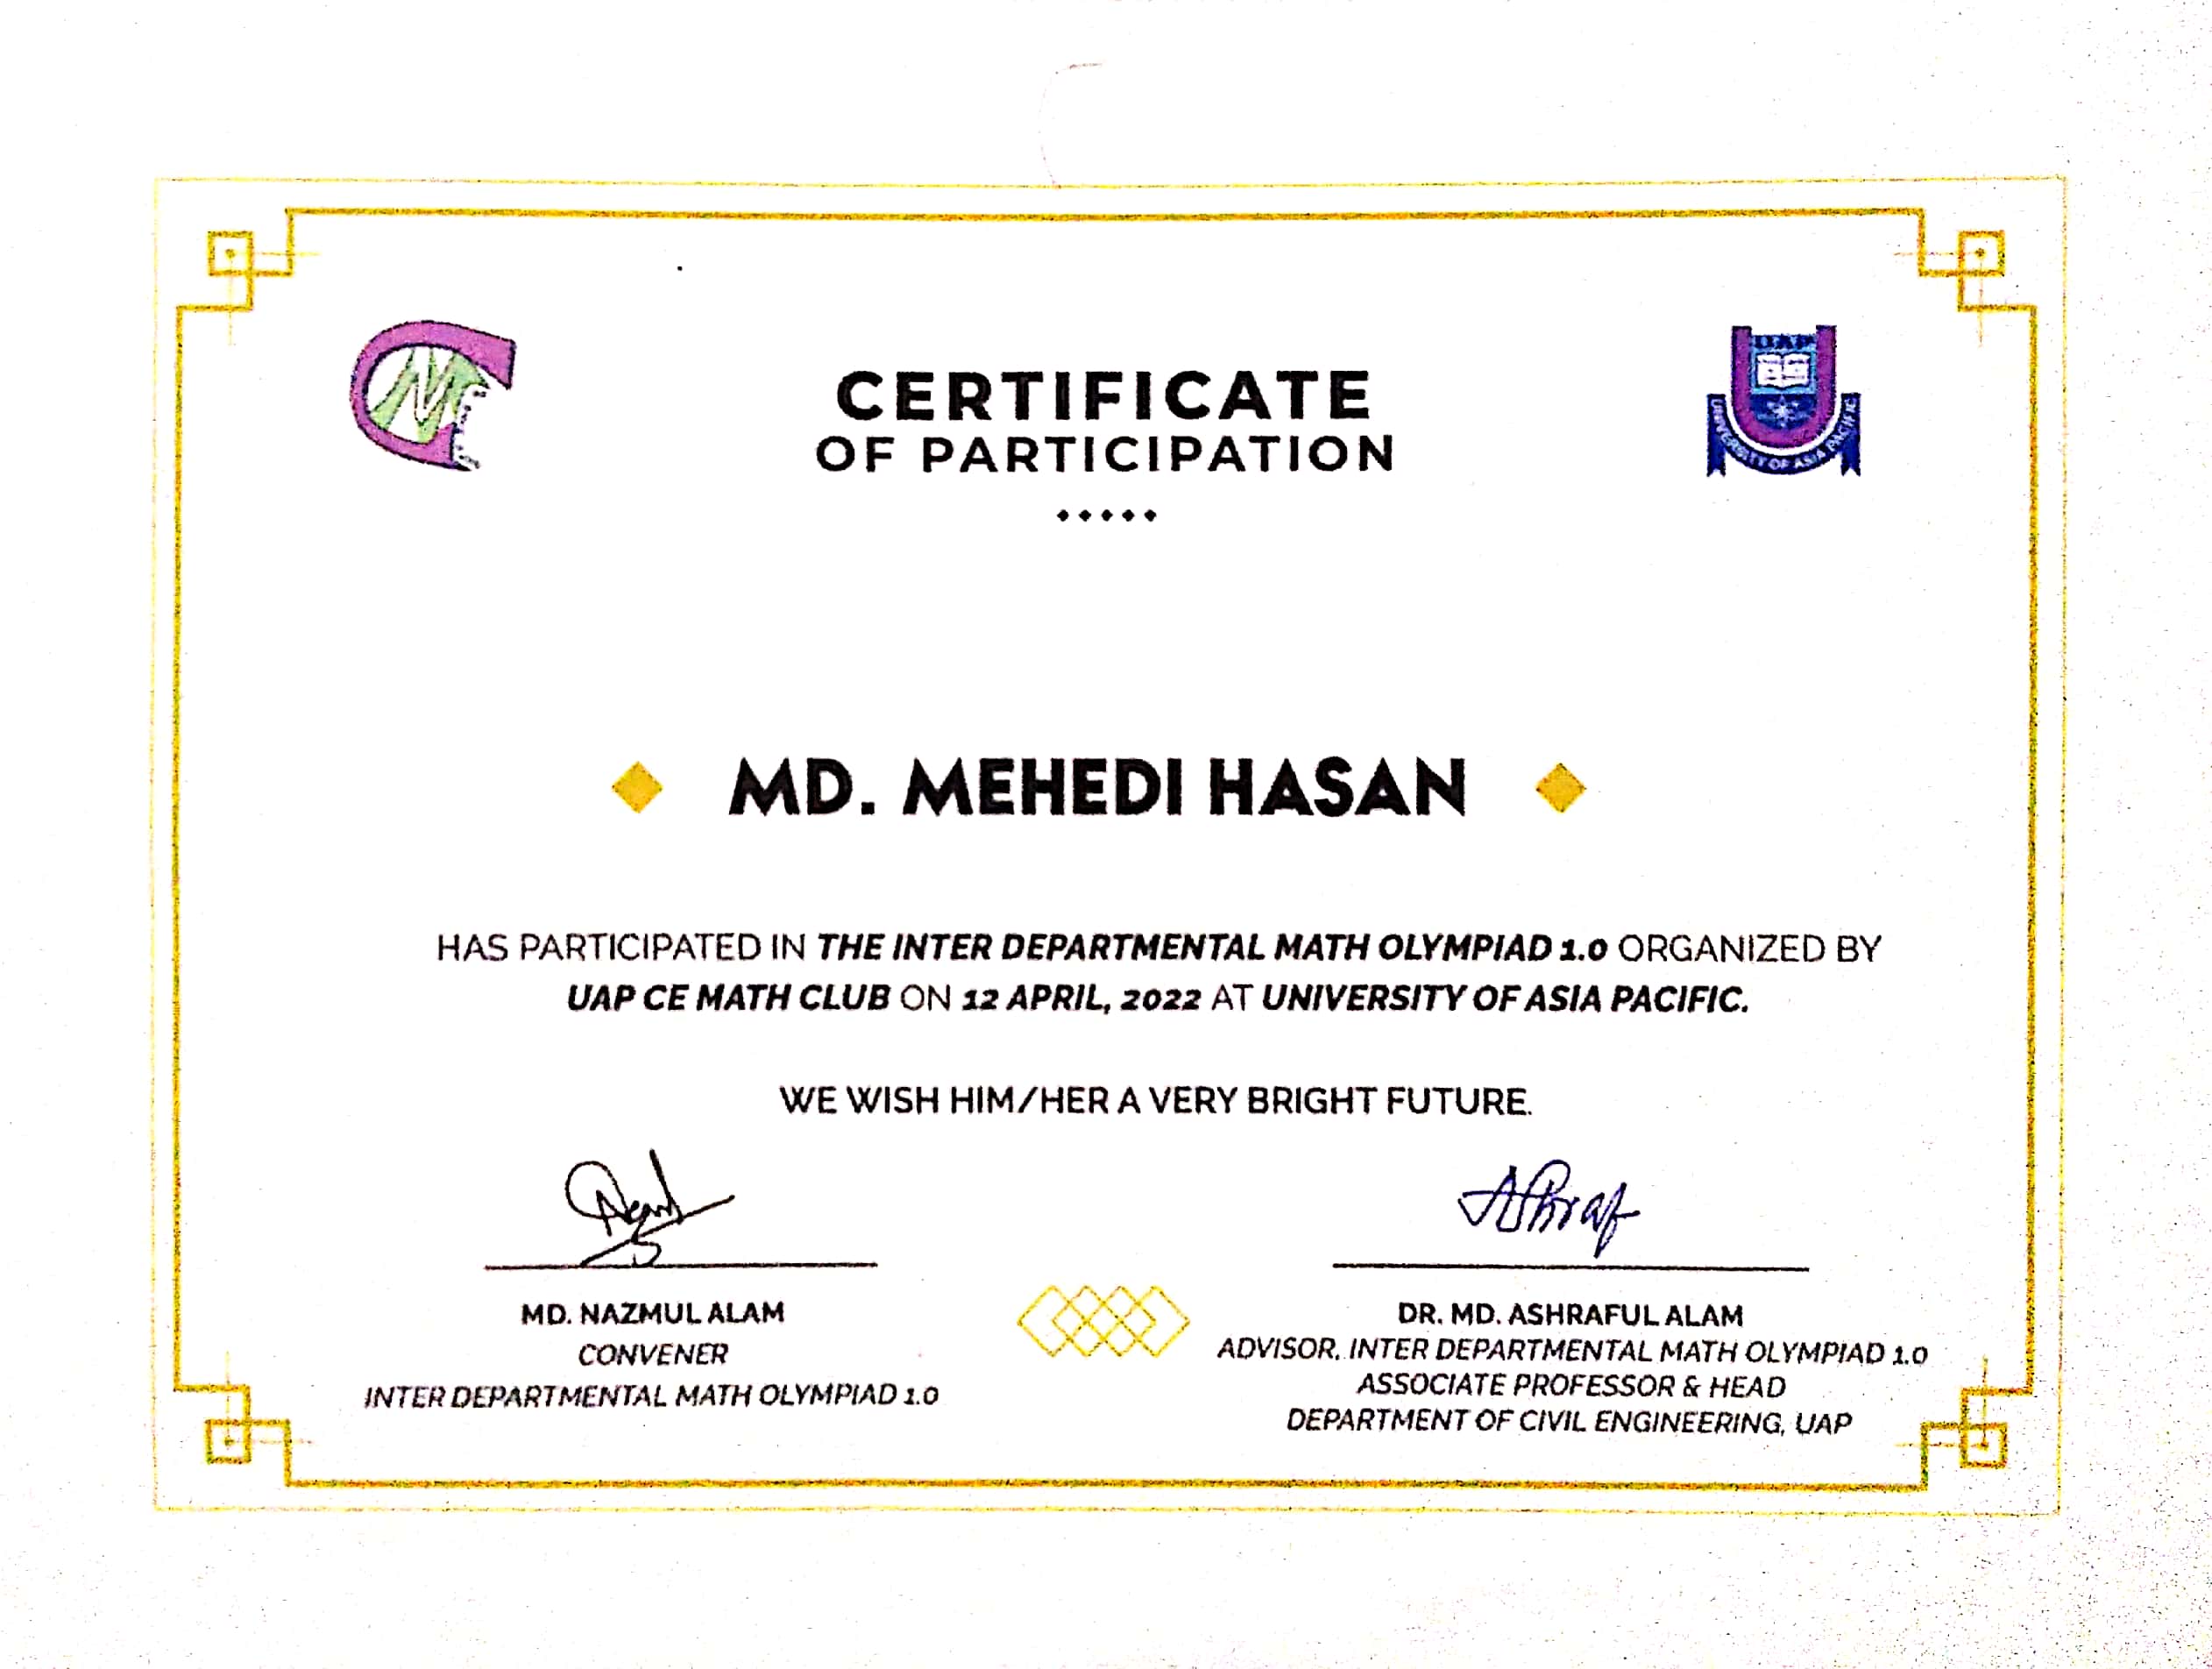 CERTIFICATE
OF PARTICIPATION
UAP
UNIVERSITY OF ASIA PACIFIC
MD. MEHEDI HASAN
HAS PARTICIPATED IN THE INTER DEPARTMENTAL MATH OLYMPIAD 1.0 ORGANIZED BY
UAP CE MATH CLUB ON 12 APRIL, 2022 AT UNIVERSITY OF ASIA PACIFIC.
WE WISH HIM/HER A VERY BRIGHT FUTURE.
Ashraf
MD. NAZMUL ALAM
CONVENER
INTER DEPARTMENTAL MATH OLYMPIAD 1.0
DR. MD. ASHRAFUL ALAM
ADVISOR, INTER DEPARTMENTAL MATH OLYMPIAD 1.0
ASSOCIATE PROFESSOR & HEAD
DEPARTMENT OF CIVIL ENGINEERING, UAP